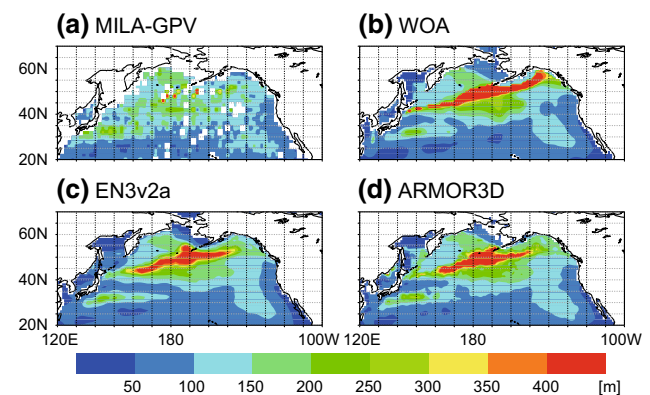 (a) MILA-GPV (b) WOA
60N
40N
20N
(c) EN3v2a (d) ARMOR3D
60N
40N
20N
120E 180 100W 180 100W
50 100 150 200 250 300 350 400 [m]